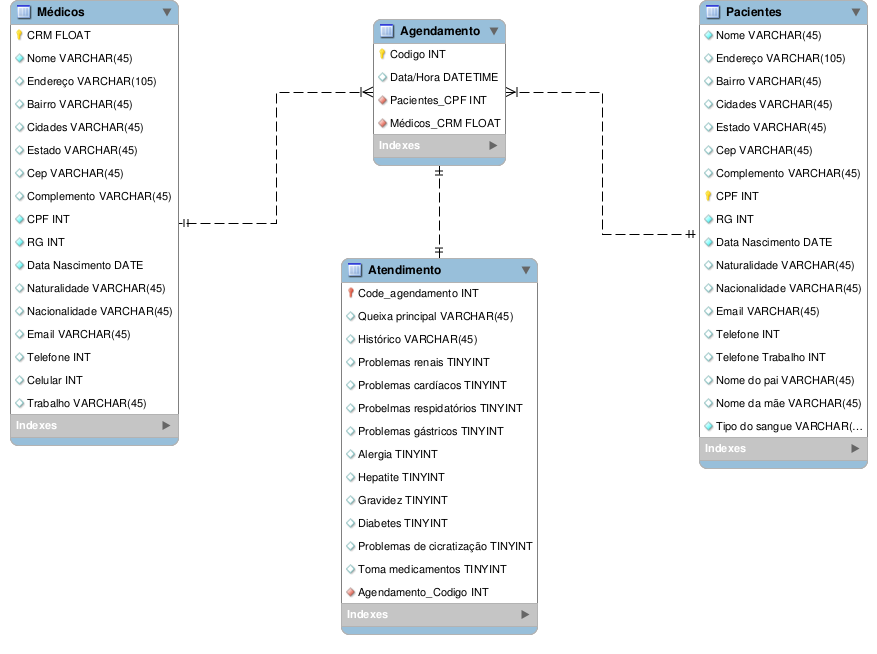 Médicos
CRM FLOAT
Nome VARCHAR(45)
Endereço VARCHAR(105)
Bairro VARCHAR(45)
Cidades VARCHAR(45)
Estado VARCHAR(45)
Cep VARCHAR(45)
Complemento VARCHAR(45)
CPF INT
RG INT
Data Nascimento DATE
Naturalidade VARCHAR(45)
Nacionalidade VARCHAR(45)
Email VARCHAR(45)
Telefone INT
Celular INT
Trabalho VARCHAR(45)
Indexes
Agendamento
Codigo INT
Data/Hora DATETIME
Pacientes_CPF INT
Médicos_CRM FLOAT
Indexes
Atendimento
Code_agendamento INT
Queixa principal VARCHAR(45)
Histórico VARCHAR(45)
Problemas renais TINYINT
Problemas cardíacos TINYINT
Probelmas respidatórios TINYINT
Problemas gástricos TINYINT
Alergia TINYINT
Hepatite TINYINT
Gravidez TINYINT
Diabetes TINYINT
Problemas de cicratização TINYINT
Toma medicamentos TINYINT
Agendamento_Codigo INT
Indexes
Pacientes
Nome VARCHAR(45)
Endereço VARCHAR(105)
Bairro VARCHAR(45)
Cidades VARCHAR(45)
Estado VARCHAR(45)
Cep VARCHAR(45)
Complemento VARCHAR(45)
CPF INT
RG INT
Data Nascimento DATE
Naturalidade VARCHAR(45)
Nacionalidade VARCHAR(45)
Email VARCHAR(45)
Telefone INT
Telefone Trabalho INT
Nome do pai VARCHAR(45)
Nome da mãe VARCHAR(45)
Tipo do sangue VARCHAR(...
Indexes